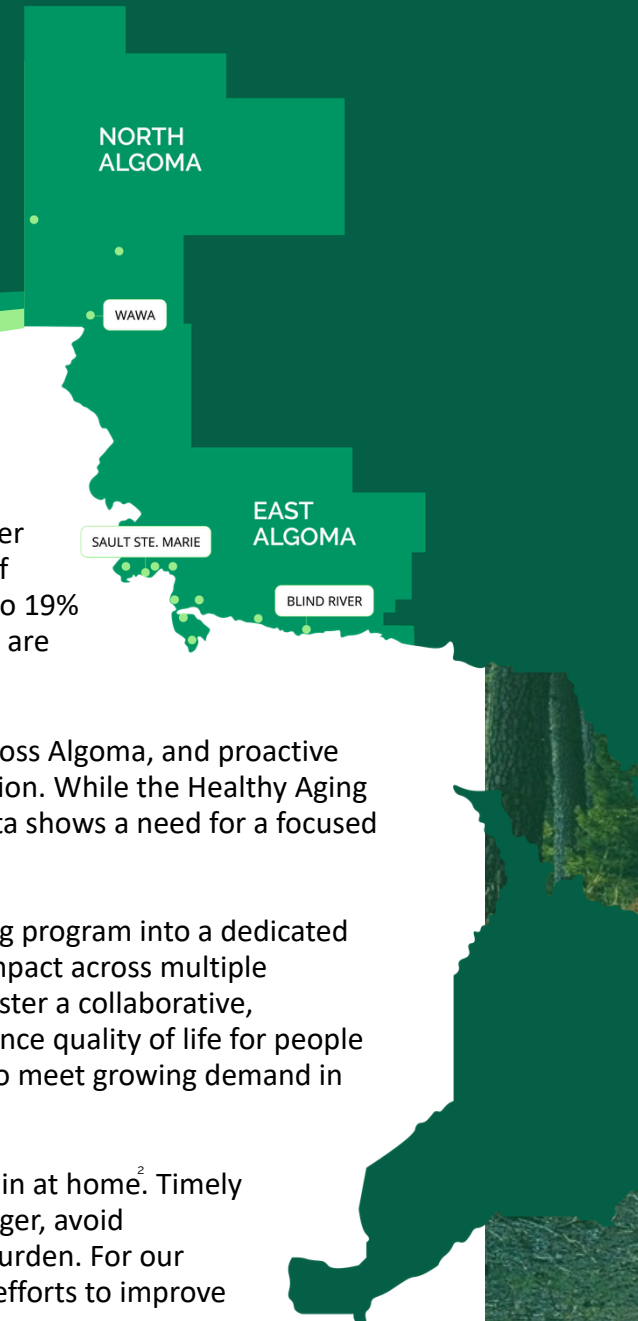 NORTH
ALGOMA
WAWA
EAST
ALGOMA
SAULT STE. MARIE
BLIND RIVER
er
f
o 19%
are
oss Algoma, and proactive
ion. While the Healthy Aging
ta shows a need for a focused
g program into a dedicated
mpact across multiple
ster a collaborative,
nce quality of life for people
o meet growing demand in
in at home². Timely
ger, avoid
urden. For our
efforts to improve